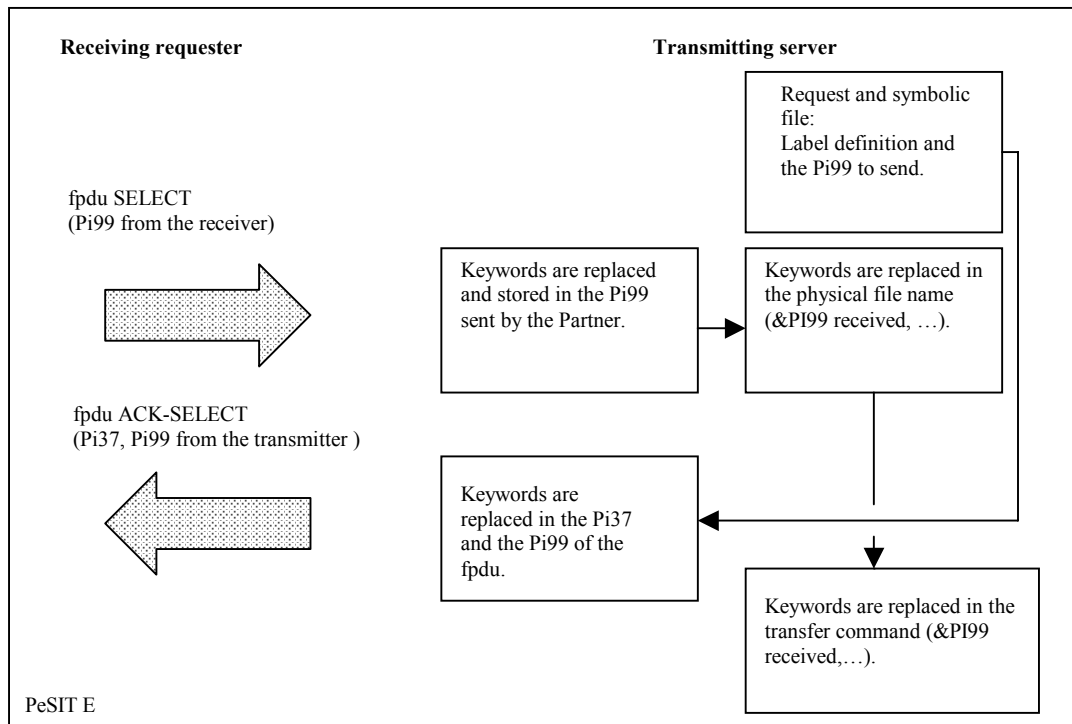 Receiving requester
Transmitting server
Request and symbolic
file:
Label definition and
the Pi99 to send.
fpdu SELECT
(Pi99 from the receiver)
Keywords are replaced
and stored in the Pi99
sent by the Partner.
Keywords are replaced in
the physical file name
(&PI99 received, …).
fpdu ACK-SELECT
(Pi37, Pi99 from the transmitter )
Keywords are
replaced in the Pi37
and the Pi99 of the
fpdu.
Keywords are replaced in the
transfer command (&PI99
received,…).
PeSIT E